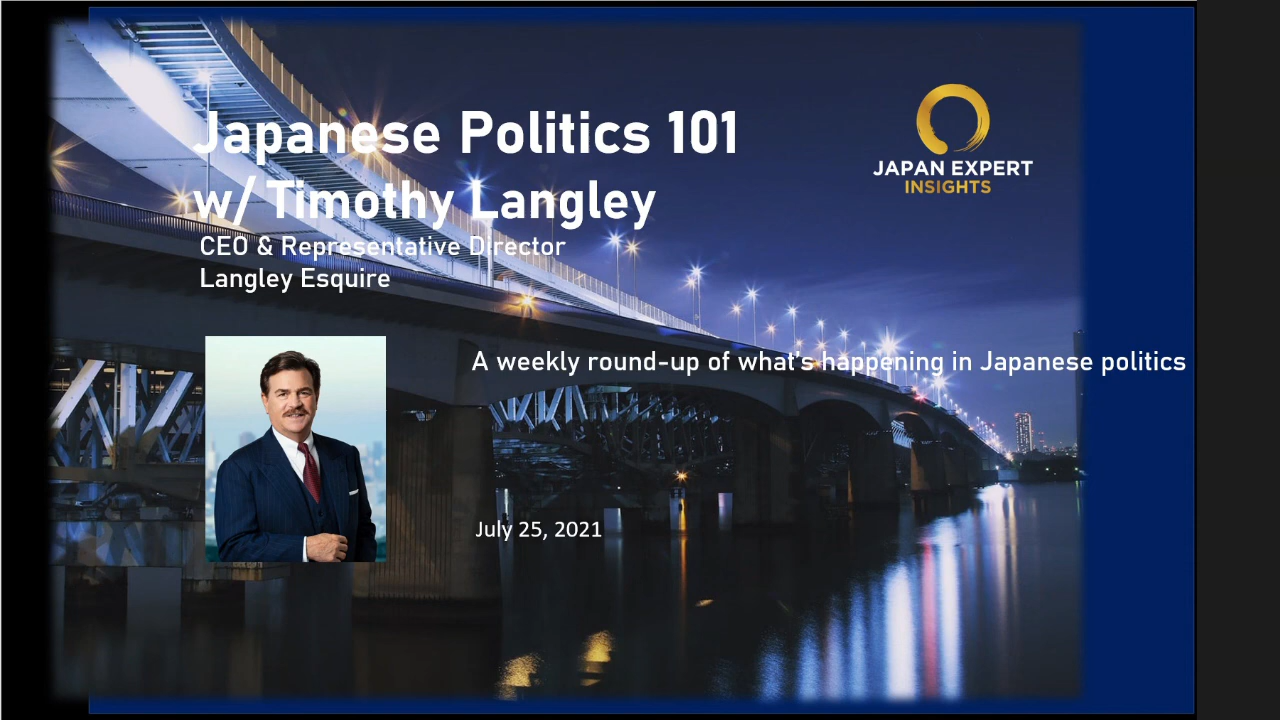 Japanese Politics 101
w/ Timothy Langley
CEO & Representative Director
Langley Esquire
JAPAN EXPERT
INSIGHTS
A weekly round-up of what's happening in Japanese politics
July 25, 2021